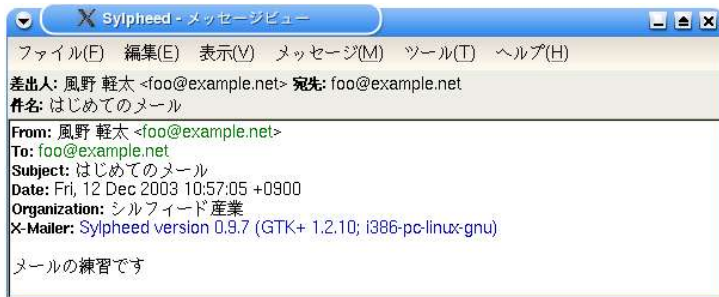 Sylpheed - メッセージビュー
ファイル(F) 編集(E) 表示(V) メッセージ(M) ツール(T) ヘルプ(H)
差出人: 風野 軽太 <foo@example.net> 宛先: foo@example.net
件名: はじめてのメール
From: 風野 軽太 <foo@example.net>
To: foo@example.net
Subject: はじめてのメール
Date: Fri, 12 Dec 2003 10:57:05 +0900
Organization: シルフィード産業
X-Mailer: Sylpheed version 0.9.7 (GTK+ 1.2.10; i386-pc-linux-gnu)
メールの練習です